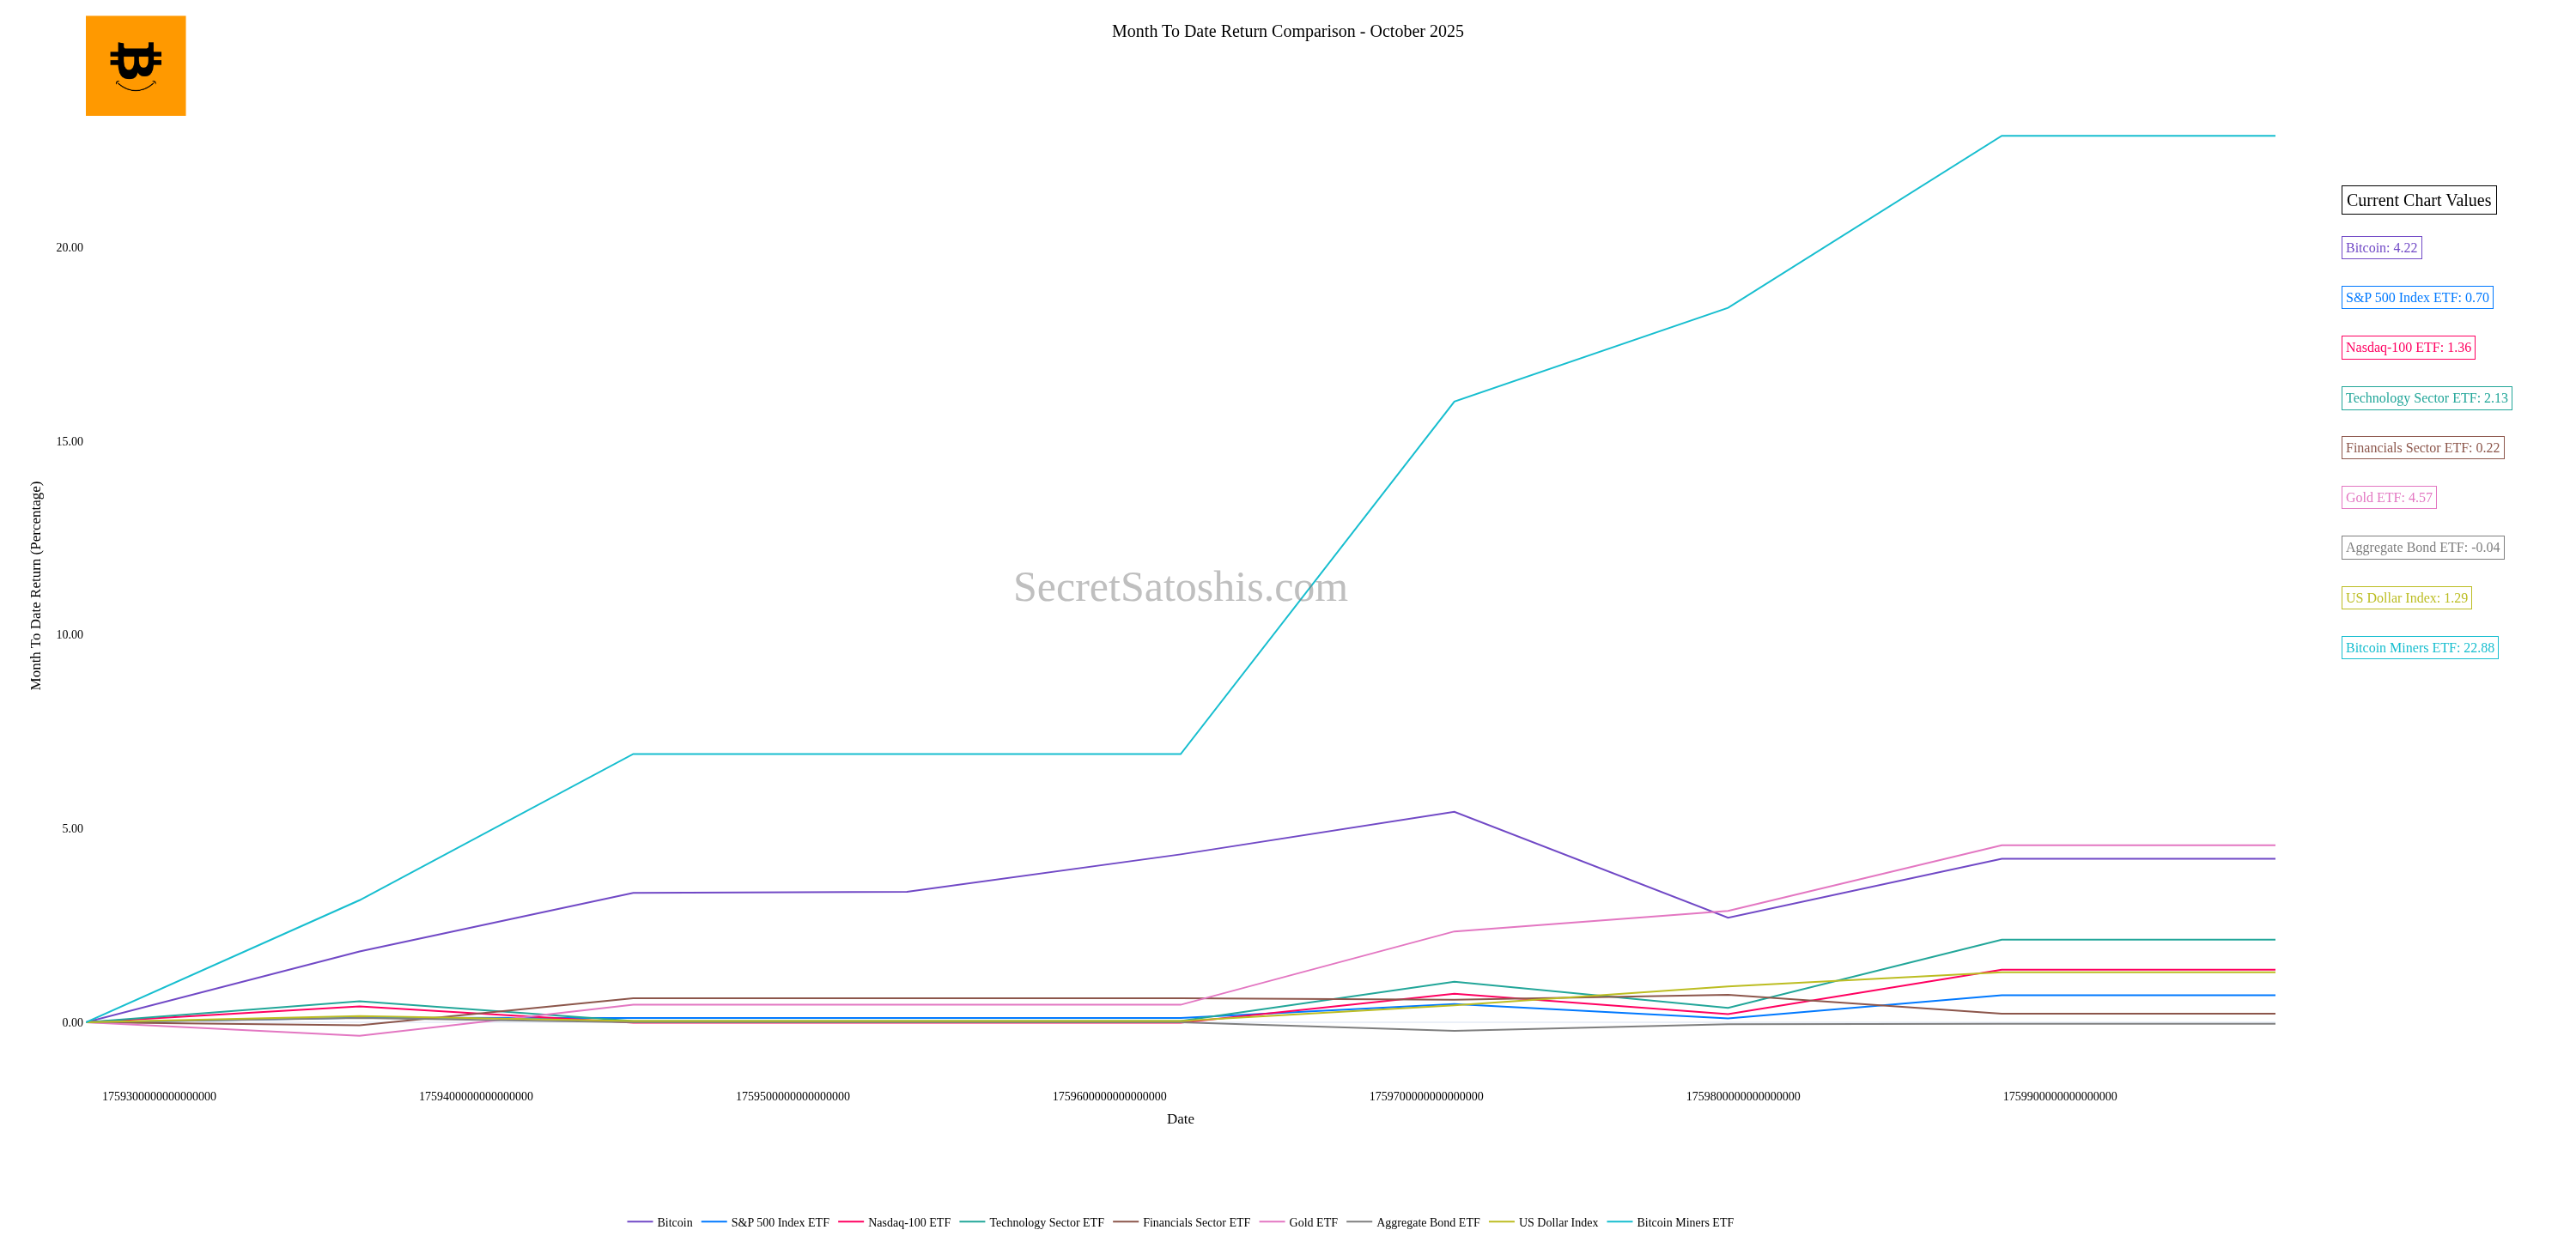 Month To Date Return Comparison - October 2025
Current Chart Values
Bitcoin: 4.22
S&P 500 Index ETF: 0.70
Nasdaq-100 ETF: 1.36
Technology Sector ETF: 2.13
Financials Sector ETF: 0.22
Gold ETF: 4.57
Aggregate Bond ETF: -0.04
US Dollar Index: 1.29
Bitcoin Miners ETF: 22.88
Month To Date Return (Percentage)
20.00
15.00
10.00
5.00
0.00
SecretSatoshis.com
1759300000000000000 1759400000000000000 1759500000000000000 1759600000000000000 1759700000000000000 1759800000000000000 1759900000000000000
Date
Bitcoin S&P 500 Index ETF Nasdaq-100 ETF Technology Sector ETF Financials Sector ETF Gold ETF Aggregate Bond ETF US Dollar Index Bitcoin Miners ETF